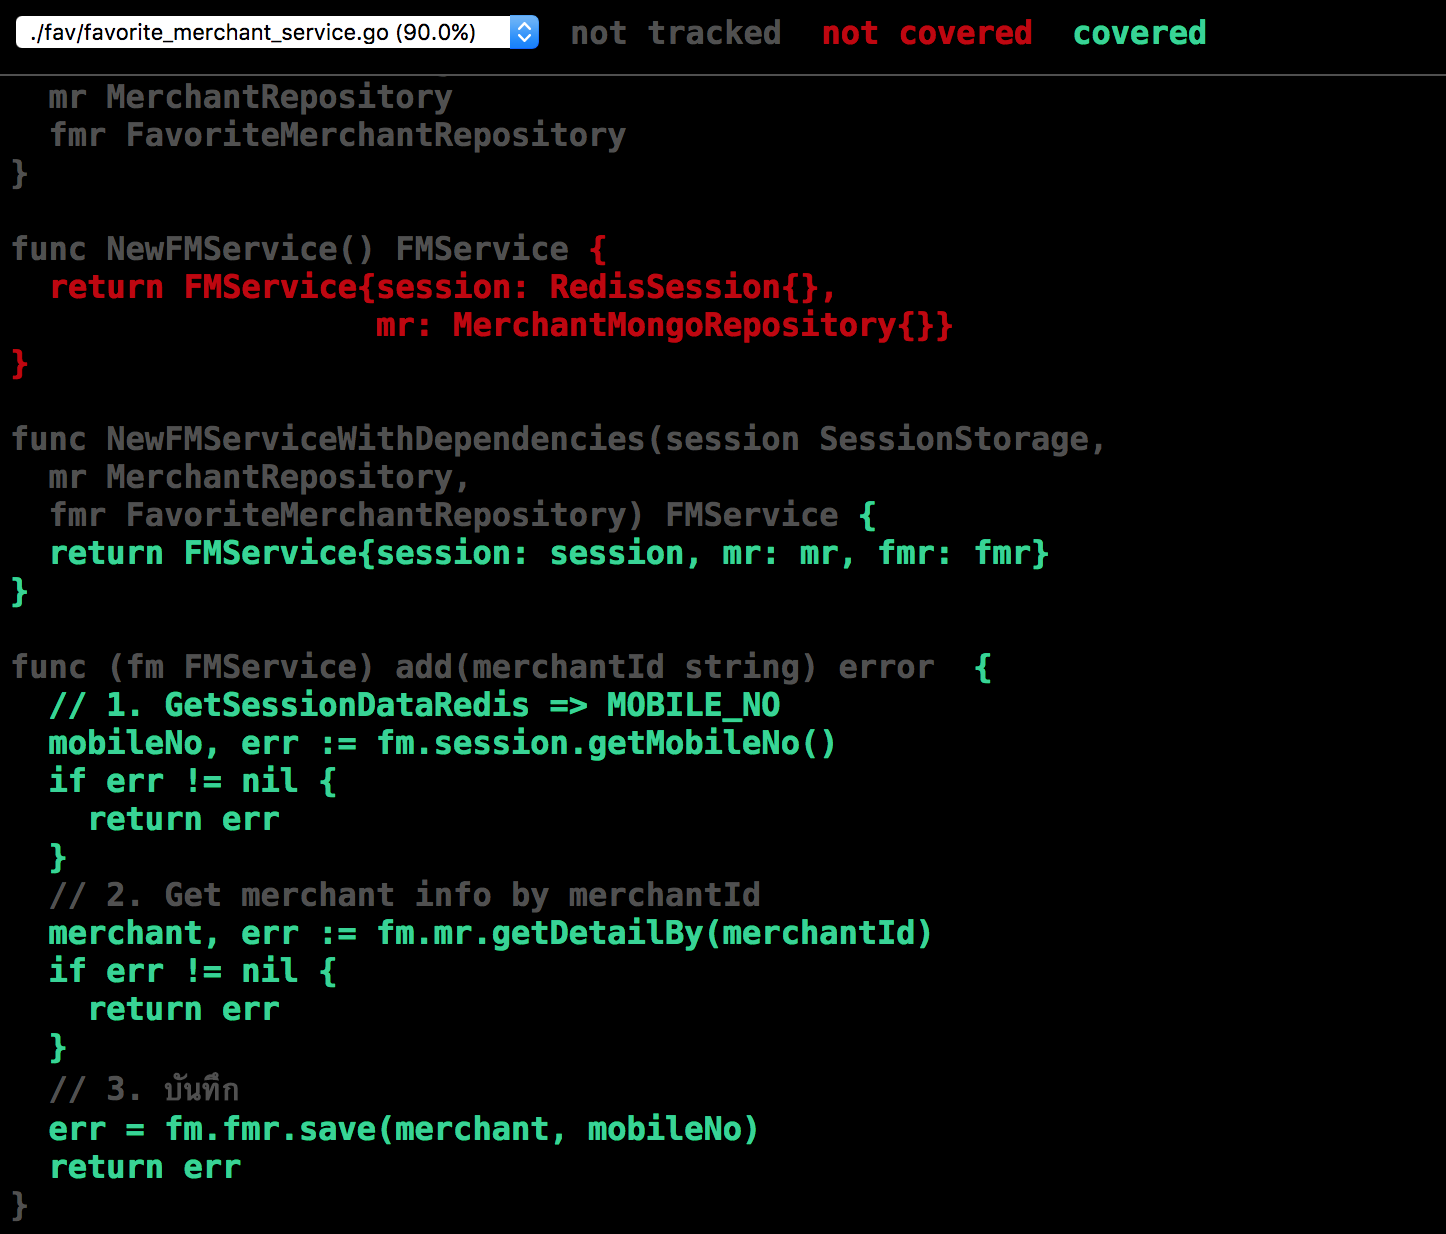 ./fav/favorite_merchant_service.go (90.0%) not tracked not covered covered
  mr MerchantRepository
  fmr FavoriteMerchantRepository
}

func NewFMService() FMService {
  return FMService{session: RedisSession{},
                   mr: MerchantMongoRepository{}}
}

func NewFMServiceWithDependencies(session SessionStorage,
  mr MerchantRepository,
  fmr FavoriteMerchantRepository) FMService {
  return FMService{session: session, mr: mr, fmr: fmr}
}

func (fm FMService) add(merchantId string) error  {
  // 1. GetSessionDataRedis => MOBILE_NO
  mobileNo, err := fm.session.getMobileNo()
  if err != nil {
    return err
  }
  // 2. Get merchant info by merchantId
  merchant, err := fm.mr.getDetailBy(merchantId)
  if err != nil {
    return err
  }
  // 3. บันทึก
  err = fm.fmr.save(merchant, mobileNo)
  return err
}